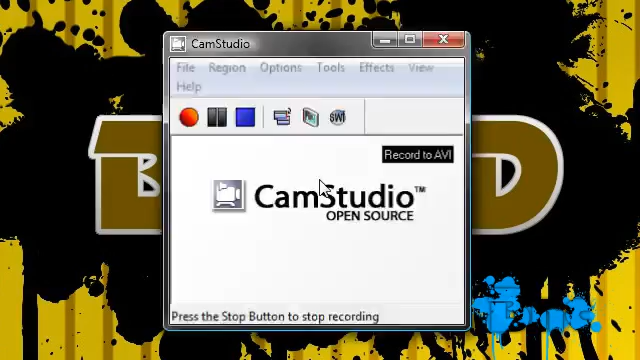 CamStudio
File Region Options Tools Effects View
Help
Record to AVI
CamStudio™
OPEN SOURCE
Press the Stop Button to stop recording